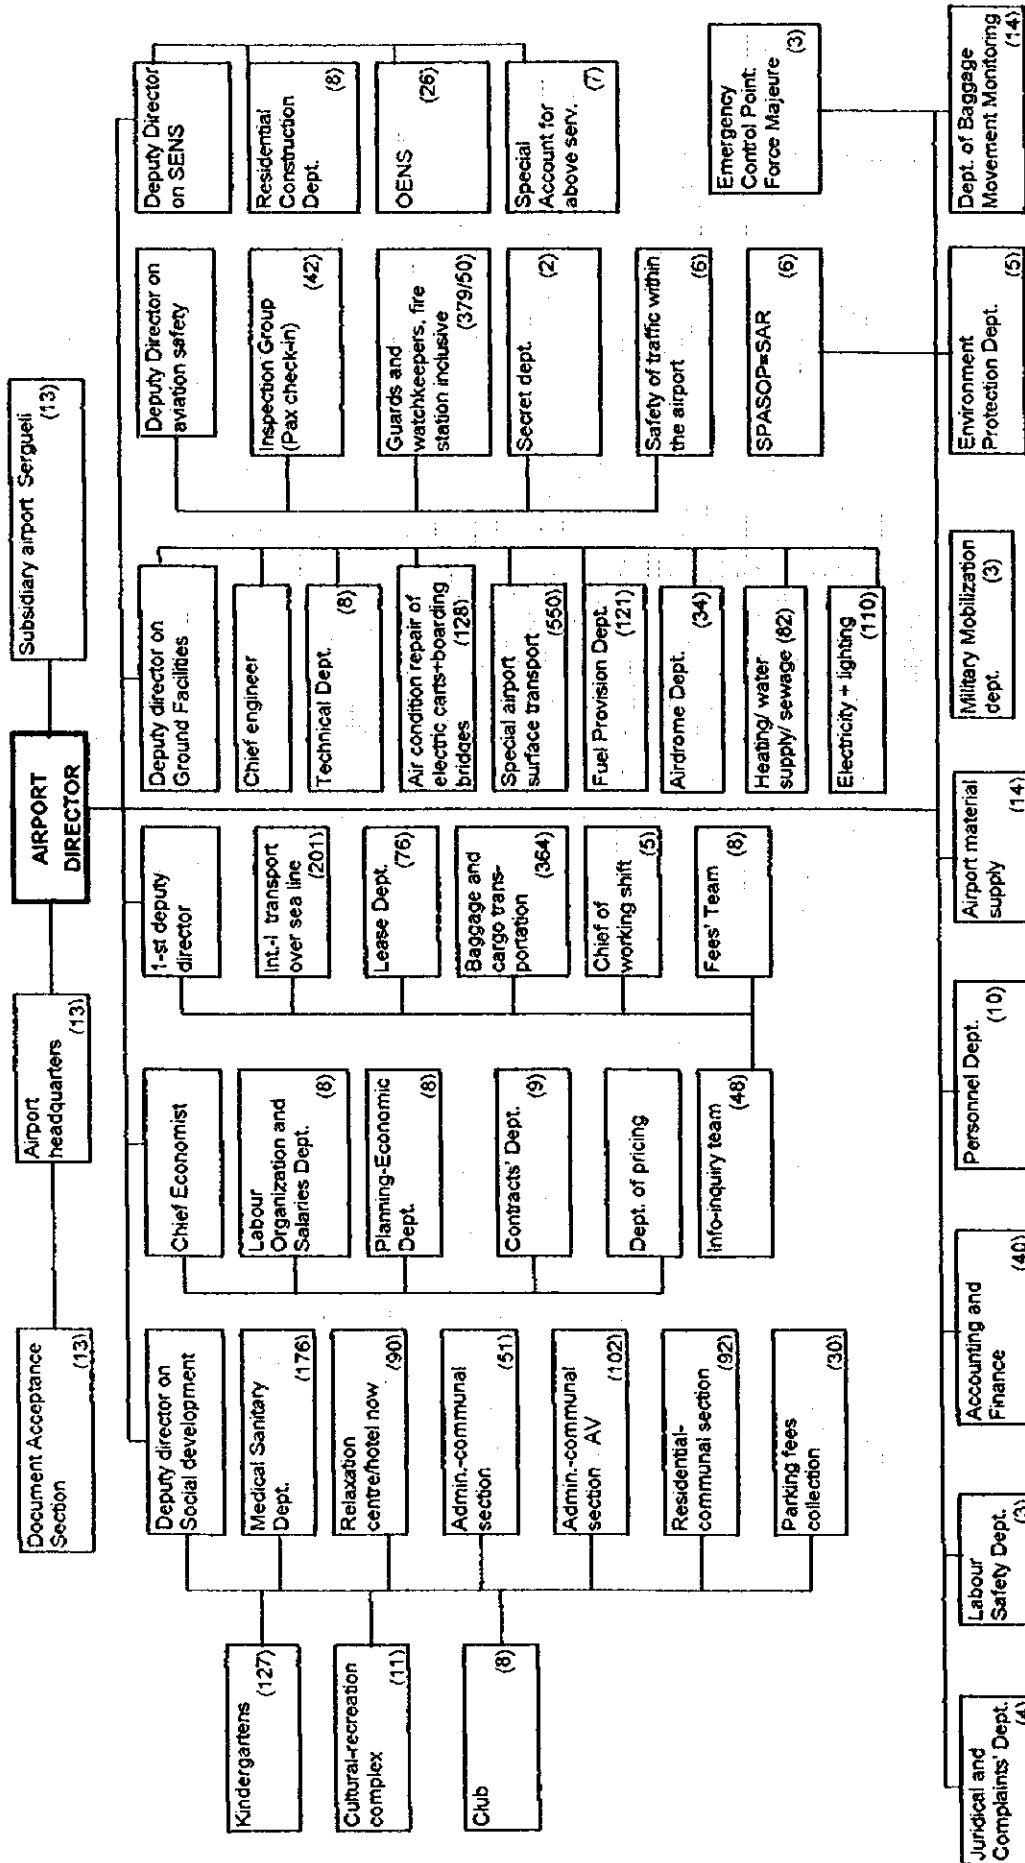 Document Acceptance
Section
(13)
Airport
headquarters
(13)
AIRPORT
DIRECTOR
Subsidiary airport Sergueli
(13)
Kindergartens
(127)
Cultural-recreation
complex
(11)
Club
(8)
Deputy director on
Social development
Medical Sanitary
Dept.
(176)
Relaxation
centre/hotel now
(90)
Admin.-communal
section
(51)
Admin.-communal
section AV
(102)
Residential-
communal section
(92)
Parking fees
collection
(30)
Chief Economist
Labour
Organization and
Salaries Dept.
(8)
Planning-Economic
Dept.
(8)
Contracts' Dept.
(9)
Dept. of pricing
Info-inquiry team
(48)
1-st deputy
director
Int.-l transport
over sea line
(201)
Lease Dept.
(76)
Baggage and
cargo trans-
portation
(364)
Chief of
working shift
(5)
Fees' Team
(8)
Deputy director on
Ground Facilities
Chief engineer
Technical Dept.
(8)
Air condition repair of
electric carts+boarding
bridges
(128)
Special airport
surface transport
(550)
Fuel Provision Dept.
(121)
Airdrome Dept.
(34)
Heating/ water
supply/ sewage (82)
Electricity + lighting
(110)
Deputy Director on
aviation safety
Inspection Group
(Pax check-in)
(42)
Guards and
watchkeepers, fire
station inclusive
(379/50)
Secret dept.
(2)
Safety of traffic within
the airport
(6)
SPASOP=SAR
(6)
Deputy Director
on SENS
Residential
Construction
Dept.
(8)
OENS
(26)
Special
Account for
above serv.
(7)
Emergency
Control Point:
Force Majeure
(3)
Juridical and
Complaints' Dept.
(4)
Labour
Safety Dept.
(3)
Accounting and
Finance
(40)
Personnel Dept.
(10)
Airport material
supply
(14)
Military Mobilization
dept.
(3)
Environment
Protection Dept.
(5)
Dept. of Baggage
Movement Monitoring
(14)